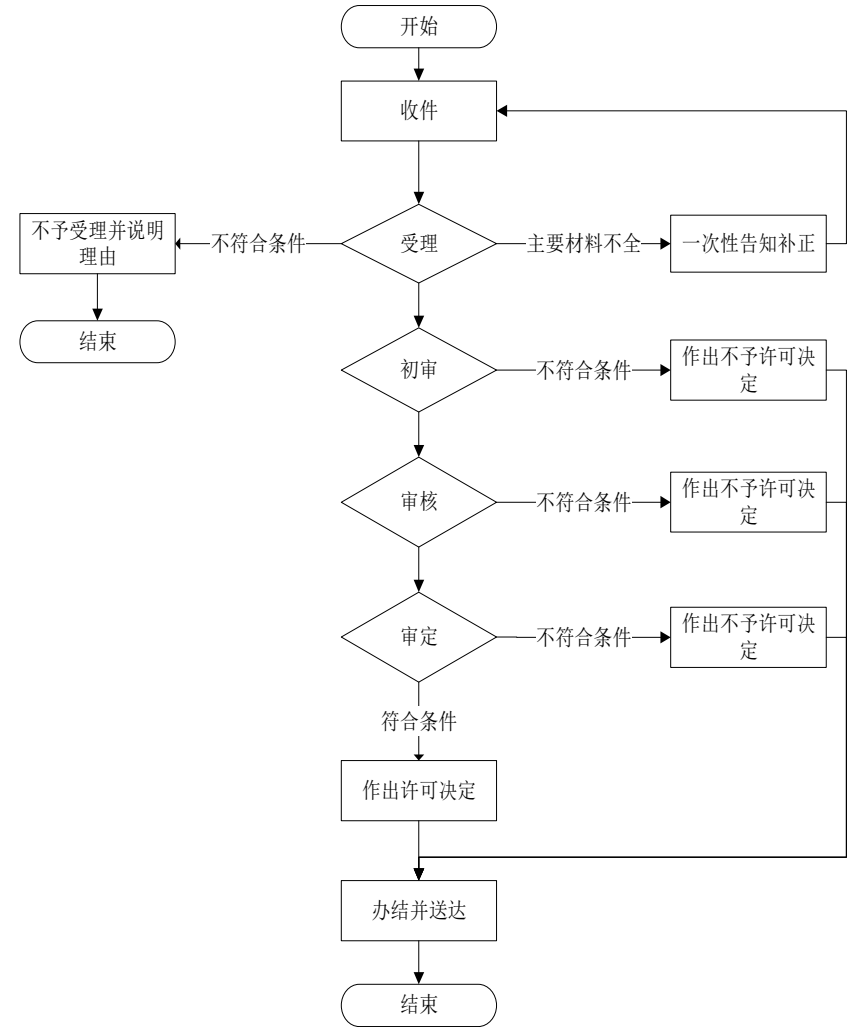 开始
收件
不予受理并说明
理由
不符合条件
受理
主要材料不全
一次性告知补正
结束
初审
不符合条件
作出不予许可决
定
审核
不符合条件
作出不予许可决
定
审定
不符合条件
作出不予许可决
定
符合条件
作出许可决定
办结并送达
结束